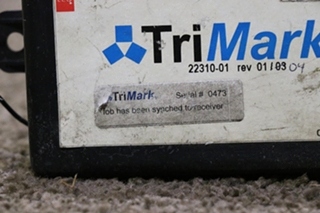 TriMark
22310-01 rev 01/03 04
TriMark Serial # 0473
fob has been synched to receiver